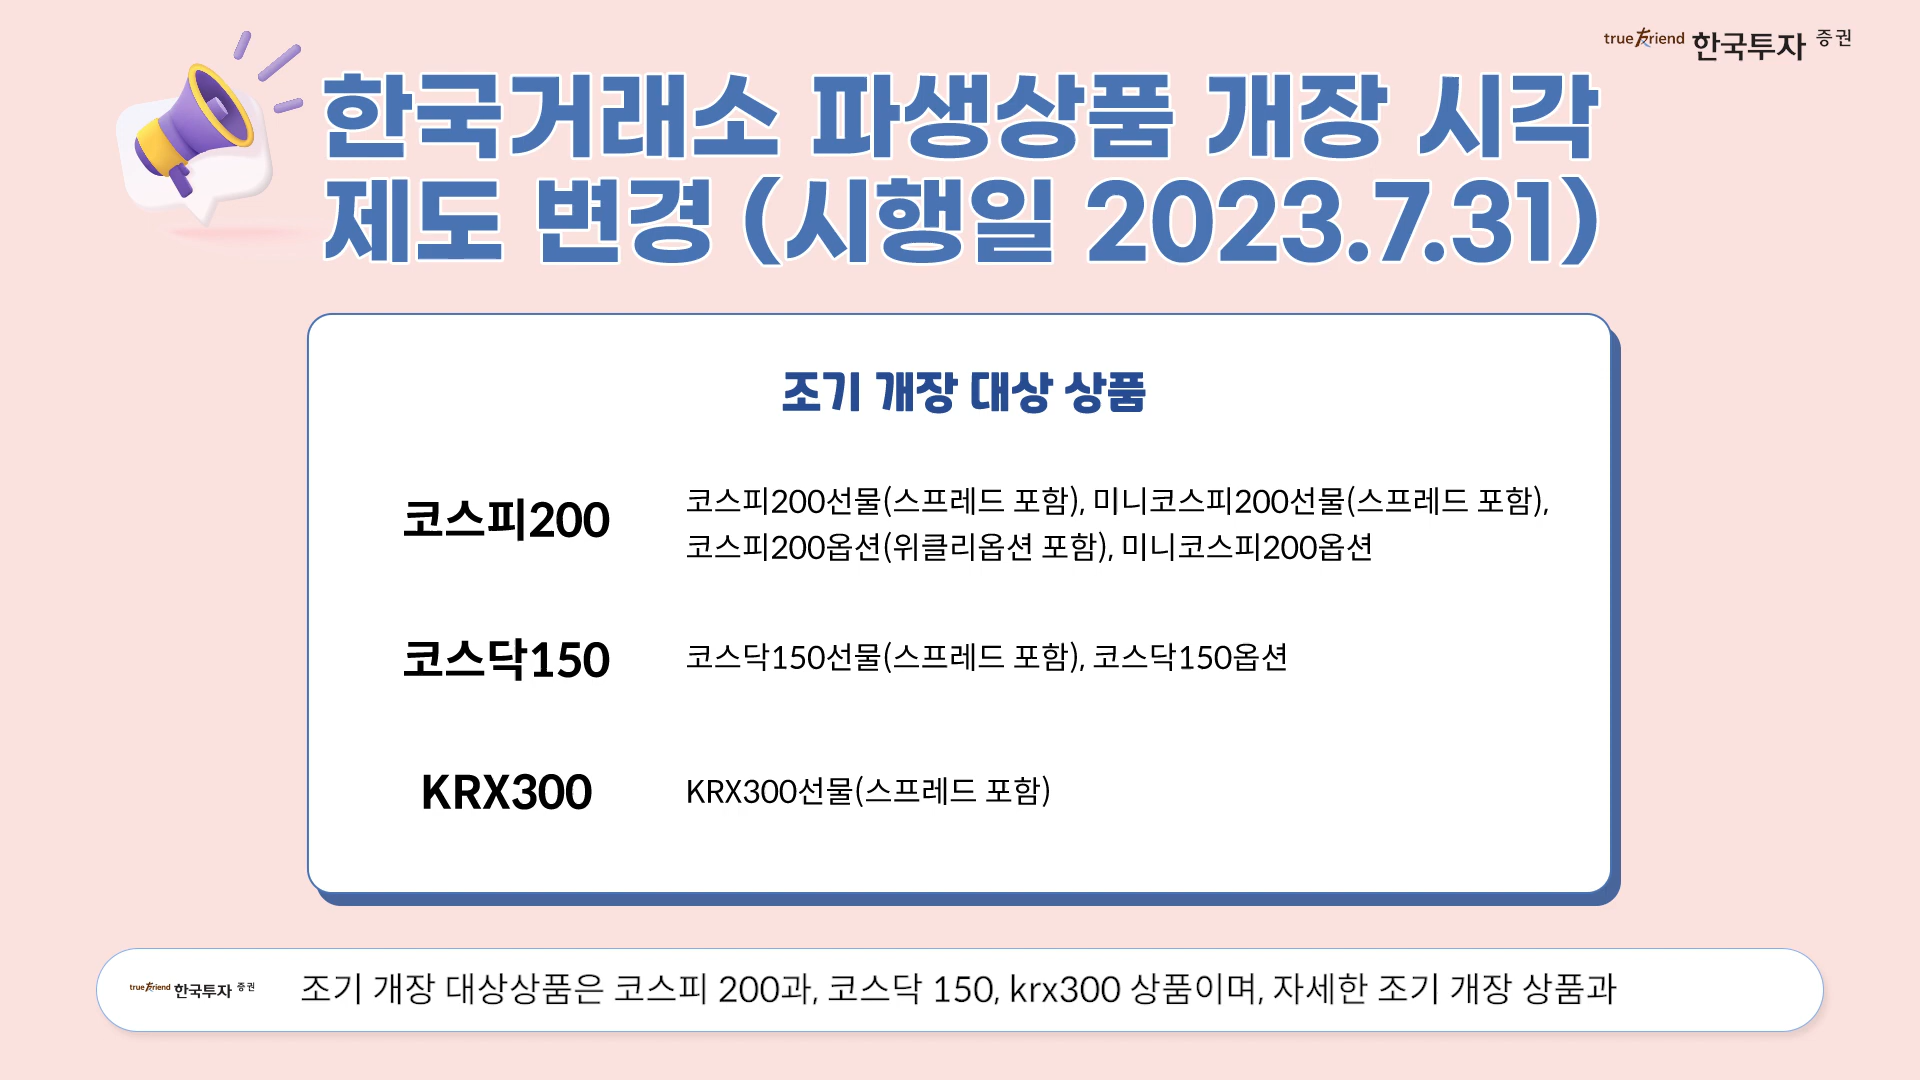 true friend 한국투자 증권
한국거래소 파생상품 개장 시각
제도 변경 (시행일 2023.7.31)
조기 개장 대상 상품
코스피200
코스피200선물(스프레드 포함), 미니코스피200선물(스프레드 포함),
코스피200옵션(위클리옵션 포함), 미니코스피200옵션
코스닥150
코스닥150선물(스프레드 포함), 코스닥150옵션
KRX300
KRX300선물(스프레드 포함)
true friend 한국투자 증권
조기 개장 대상상품은 코스피 200과, 코스닥 150, krx300 상품이며, 자세한 조기 개장 상품과